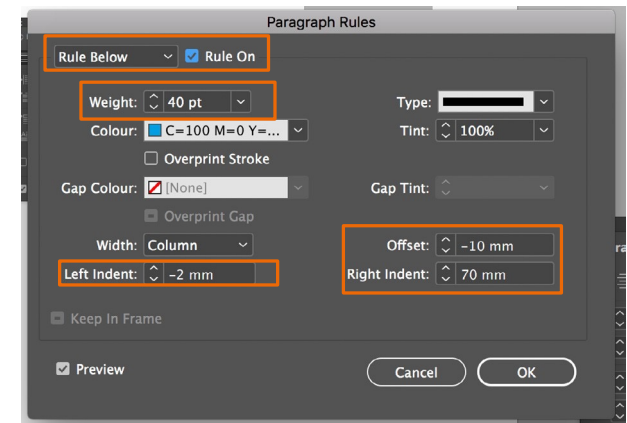 Paragraph Rules
Rule Below Rule On
Weight: 40 pt Type:
Colour: C=100 M=0 Y=... Tint: 100%
Overprint Stroke
Gap Colour: [None] Gap Tint:
Overprint Gap
Width: Column Offset: -10 mm
Left Indent: -2 mm Right Indent: 70 mm
Keep In Frame
Preview Cancel OK